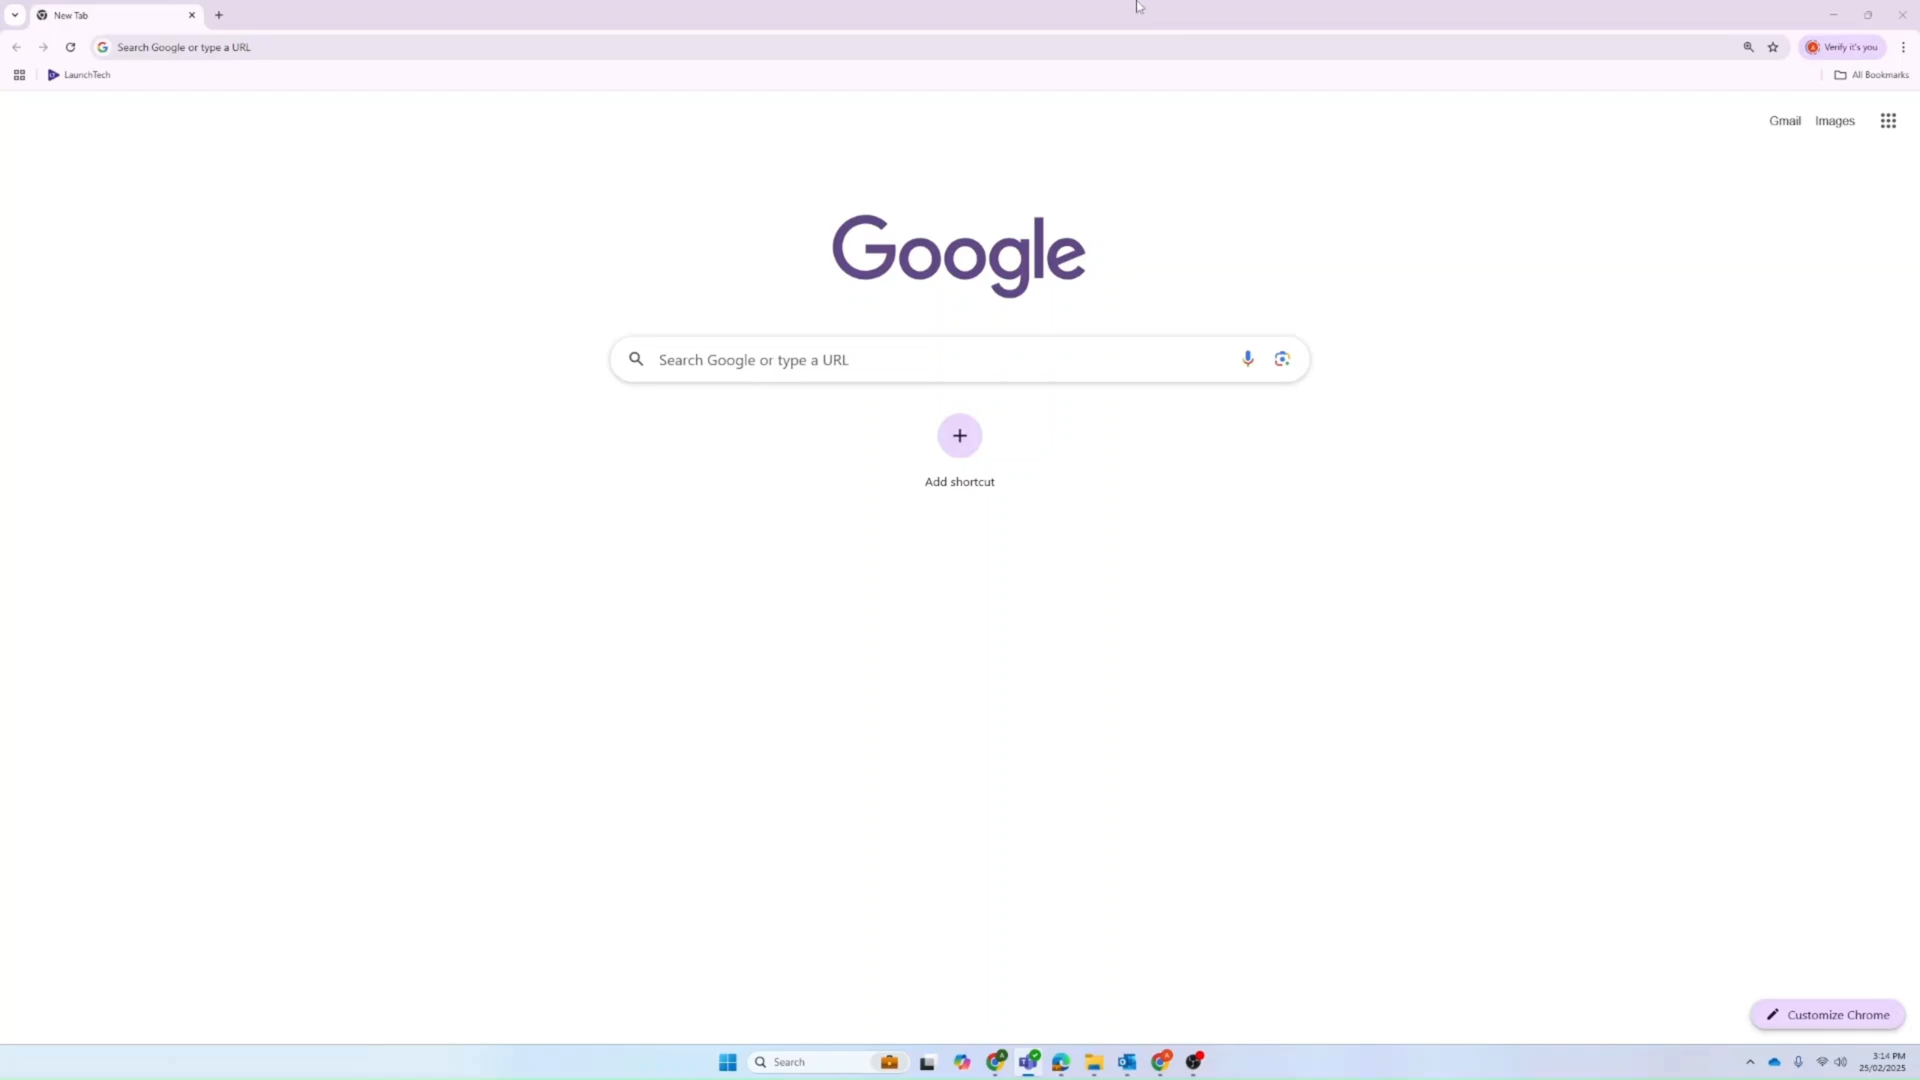 New Tab
Search Google or type a URL
Verify it's you
LaunchTech
All Bookmarks
Gmail Images
Google
Search Google or type a URL
Add shortcut
Customize Chrome
Search
3:14 PM
25/02/2025